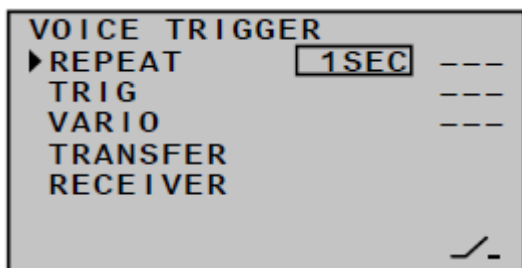 VOICE TRIGGER
REPEAT 1SEC ---
TRIG ---
VARIO ---
TRANSFER
RECEIVER